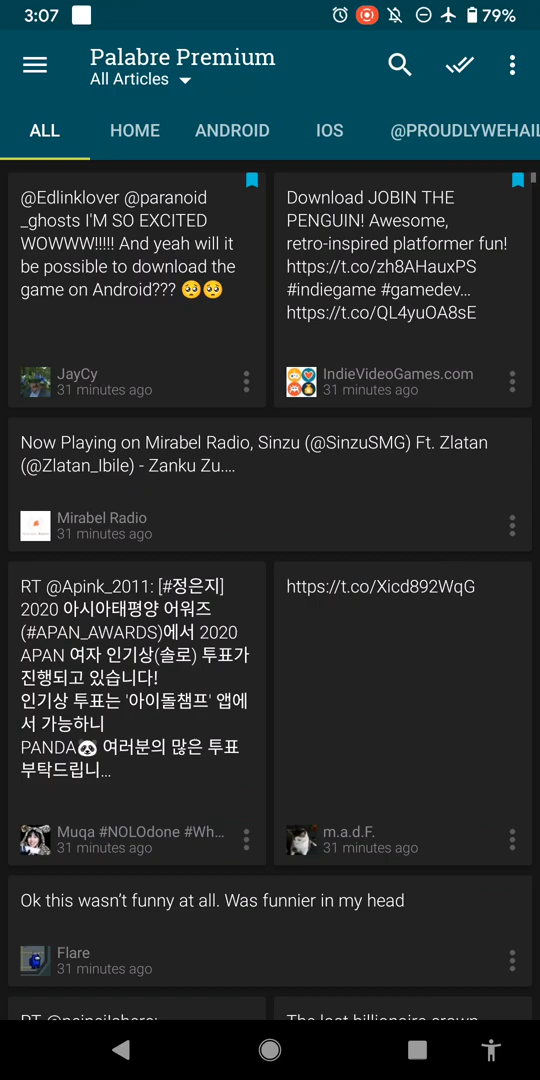 3:07
79%
Palabre Premium
All Articles
ALL
HOME
ANDROID
IOS
@PROUDLYWEHAIL
@Edlinklover @paranoid
_ghosts I'M SO EXCITED
WOWWW!!!!! And yeah will it
be possible to download the
game on Android??? 🥺🥺
JayCy
31 minutes ago
Download JOBIN THE
PENGUIN! Awesome,
retro-inspired platformer fun!
https://t.co/zh8AHauxPS
#indiegame #gamedev...
https://t.co/QL4yuOA8sE
IndieVideoGames.com
31 minutes ago
Now Playing on Mirabel Radio, Sinzu (@SinzuSMG) Ft. Zlatan
(@Zlatan_Ibile) - Zanku Zu....
Mirabel Radio
31 minutes ago
RT @Apink_2011: [#정은지]
2020 아시아태평양 어워즈
(#APAN_AWARDS)에서 2020
APAN 여자 인기상(솔로) 투표가
진행되고 있습니다!
인기상 투표는 '아이돌챔프' 앱에
서 가능하니
PANDA🐼 여러분의 많은 투표
부탁드립니...
Muqa #NOLOdone #Wh...
31 minutes ago
https://t.co/Xicd892WqG
m.a.d.F.
31 minutes ago
Ok this wasn't funny at all. Was funnier in my head
Flare
31 minutes ago
The lost billionaire crown